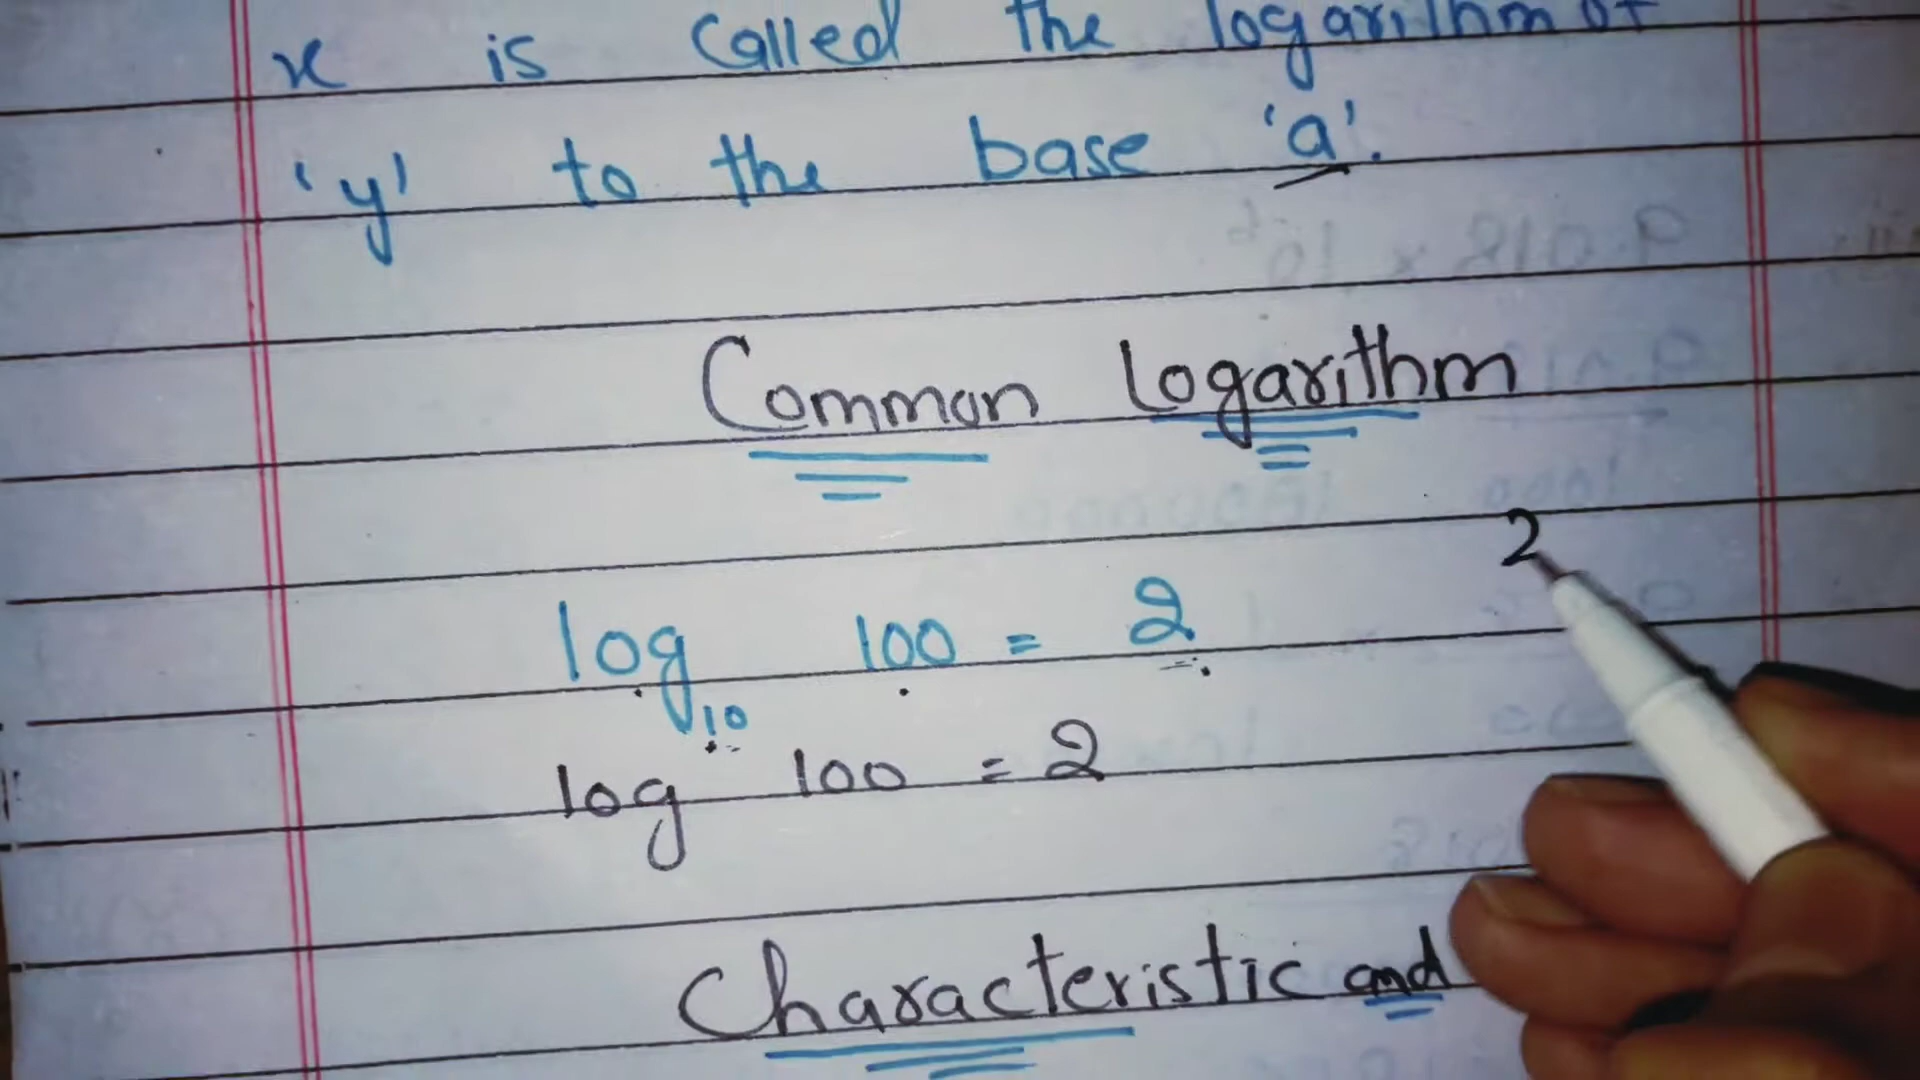 x is called the logarithm of
'y' to the base 'a'.
Common Logarithm
2
log₁₀ 100 = 2
log 100 = 2
Characteristic and